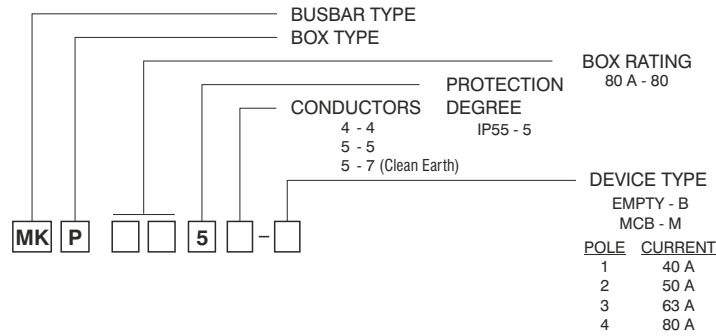 BUSBAR TYPE
BOX TYPE
BOX RATING
80 A - 80
PROTECTION
DEGREE
IP55 - 5
CONDUCTORS
4 - 4
5 - 5
5 - 7 (Clean Earth)
DEVICE TYPE
EMPTY - B
MCB - M
POLE CURRENT
1 40 A
2 50 A
3 63 A
4 80 A
MK P 5 -